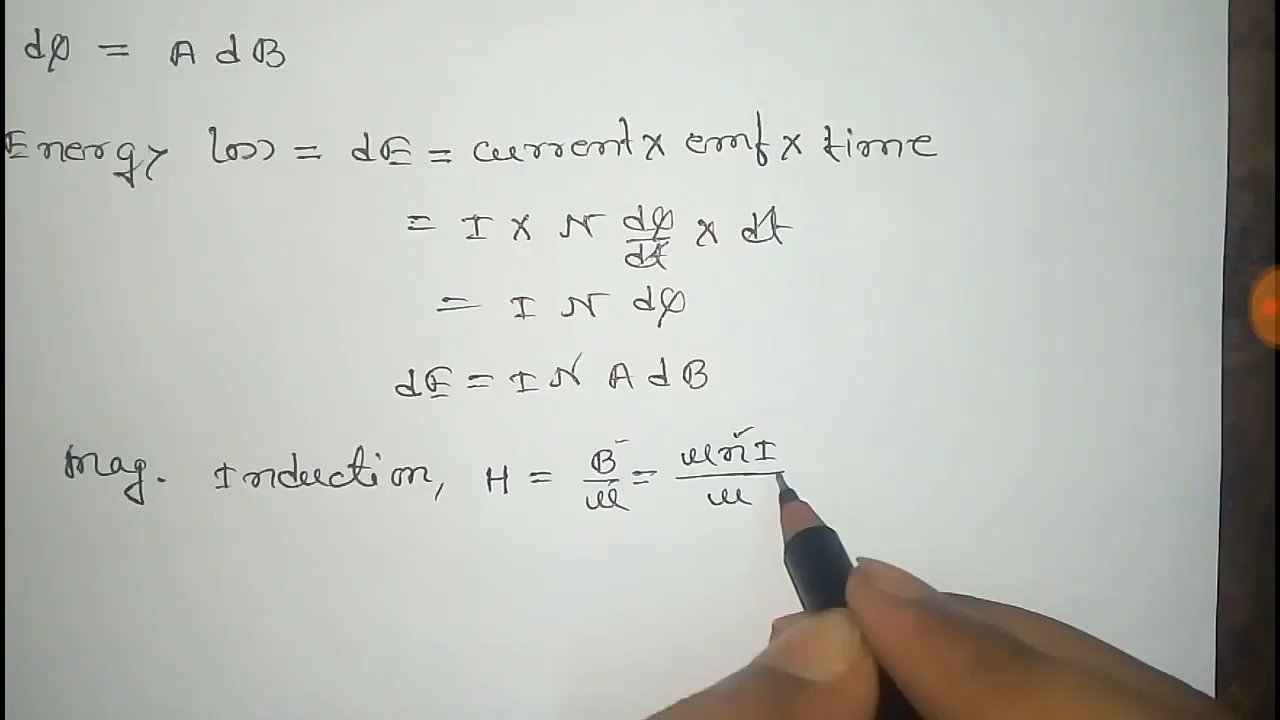 dφ = A dB
Energy loss = dE = current x emf x time
= I x N dφ/dt x dt
= I N dφ
dE = I N A dB
Mag. Induction, H = B/μ = μnI/μ